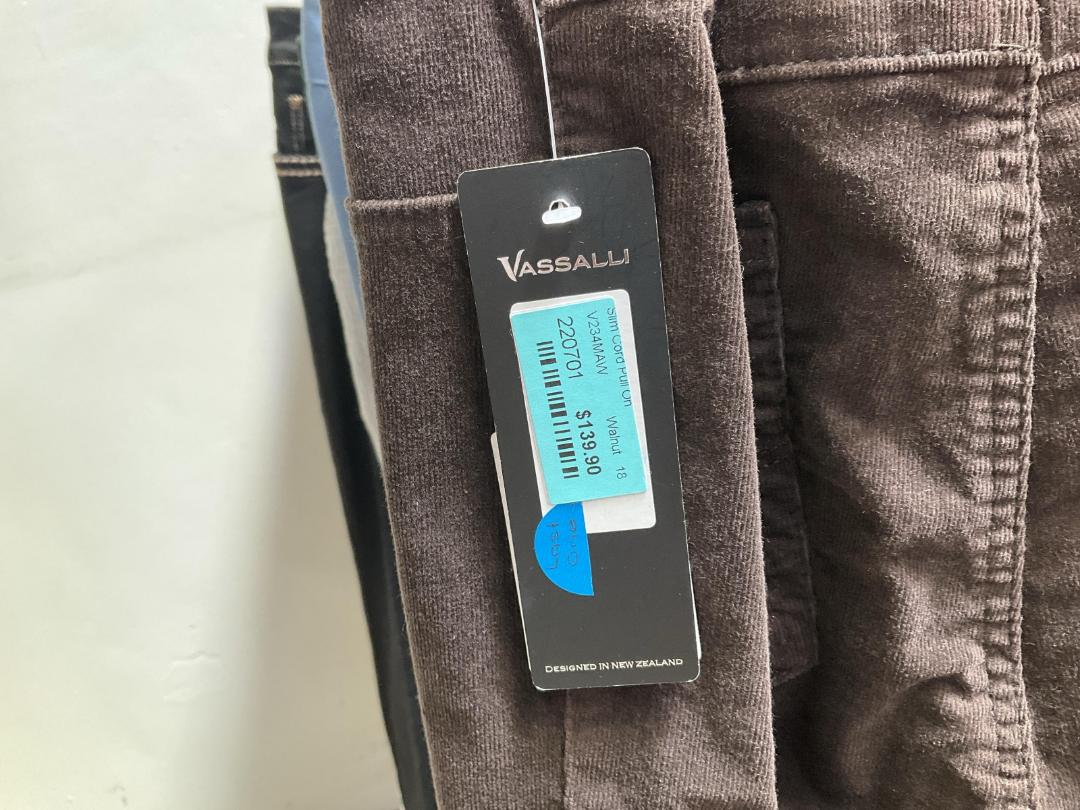 VASSALLI
Slim Cord Pull On Walnut 18
V234MAW
220701 $139.90
Last
One
DESIGNED IN NEW ZEALAND